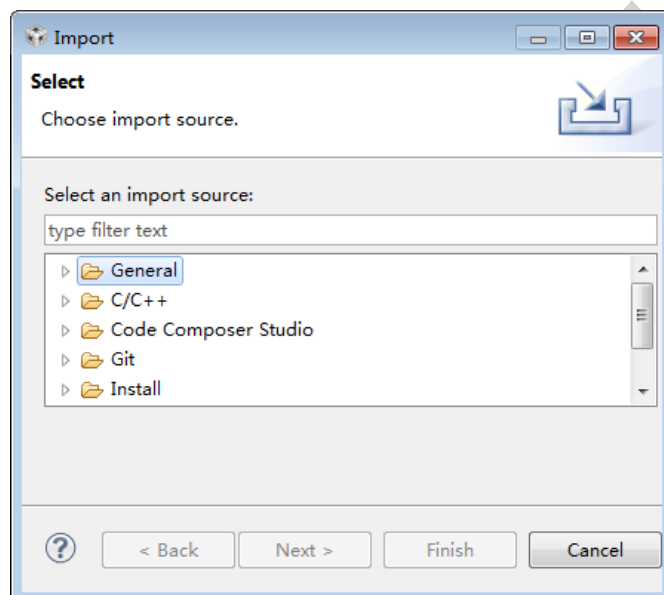 Import
Select
Choose import source.
Select an import source:
type filter text
General
C/C++
Code Composer Studio
Git
Install
< Back Next > Finish Cancel